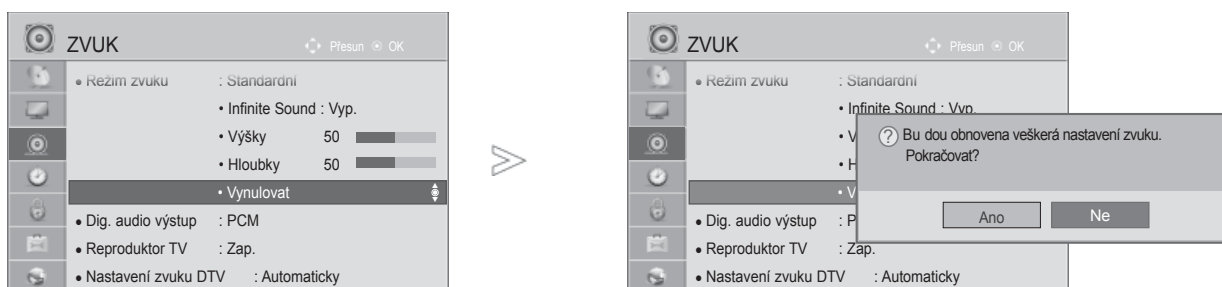 ZVUK Přesun OK
• Režim zvuku : Standardní
• Infinite Sound : Vyp.
• Výšky 50
• Hloubky 50
• Vynulovat
• Dig. audio výstup : PCM
• Reproduktor TV : Zap.
• Nastavení zvuku DTV : Automaticky
ZVUK Přesun OK
• Režim zvuku : Standardní
• Infinite Sound : Vyp.
• V
• H
• V
? Bu dou obnovena veškerá nastavení zvuku.
Pokračovat?
Ano Ne
• Dig. audio výstup : P
• Reproduktor TV : Zap.
• Nastavení zvuku DTV : Automaticky